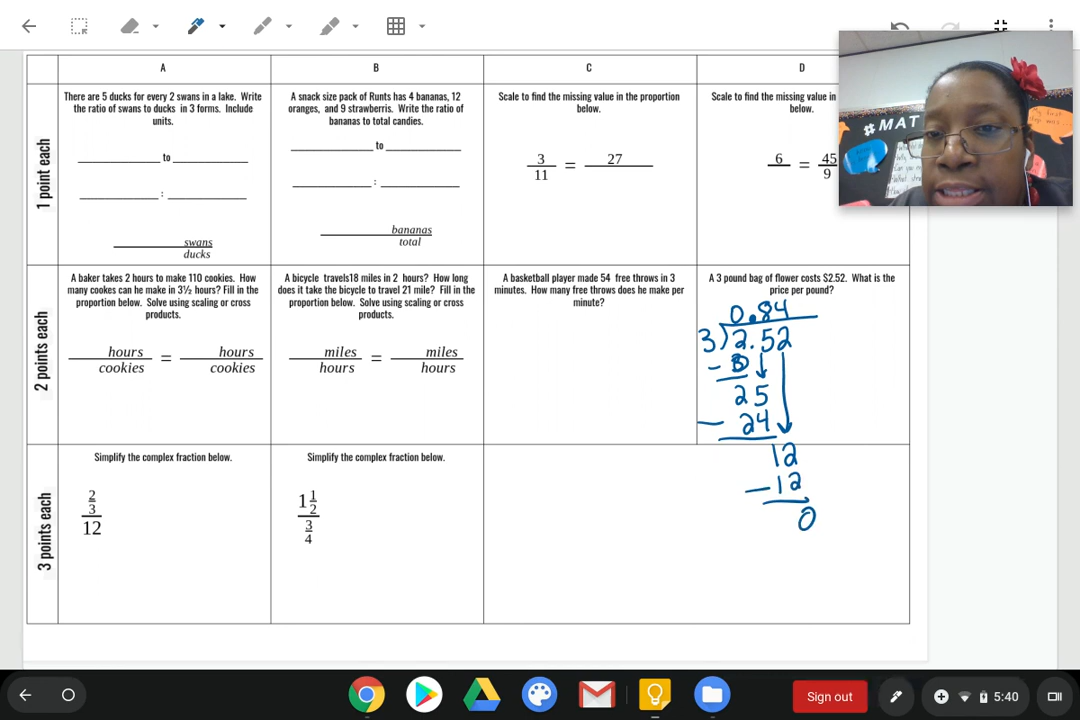 A
B
C
D
1 point each
There are 5 ducks for every 2 swans in a lake. Write
the ratio of swans to ducks in 3 forms. Include
units.
____________ to ___________
____________ : ____________
swans
ducks
A snack size pack of Runts has 4 bananas, 12
oranges, and 9 strawberris. Write the ratio of
bananas to total candies.
____________ to ___________
____________ : ____________
bananas
total
Scale to find the missing value in the proportion
below.
3 = 27
11
Scale to find the missing value in
below.
6 = 45
9
#MAT
2 points each
A baker takes 2 hours to make 110 cookies. How
many cookes can he make in 3½ hours? Fill in the
proportion below. Solve using scaling or cross
products.
hours = hours
cookies cookies
A bicycle travels18 miles in 2 hours? How long
does it take the bicycle to travel 21 mile? Fill in the
proportion below. Solve using scaling or cross
products.
miles = miles
hours hours
A basketball player made 54 free throws in 3
minutes. How many free throws does he make per
minute?
A 3 pound bag of flower costs $2.52. What is the
price per pound?
0.84
3)2.52
- 0
25
- 24
12
-12
0
3 points each
Simplify the complex fraction below.
2
3
12
Simplify the complex fraction below.
1 1
2
3
4
Sign out
5:40